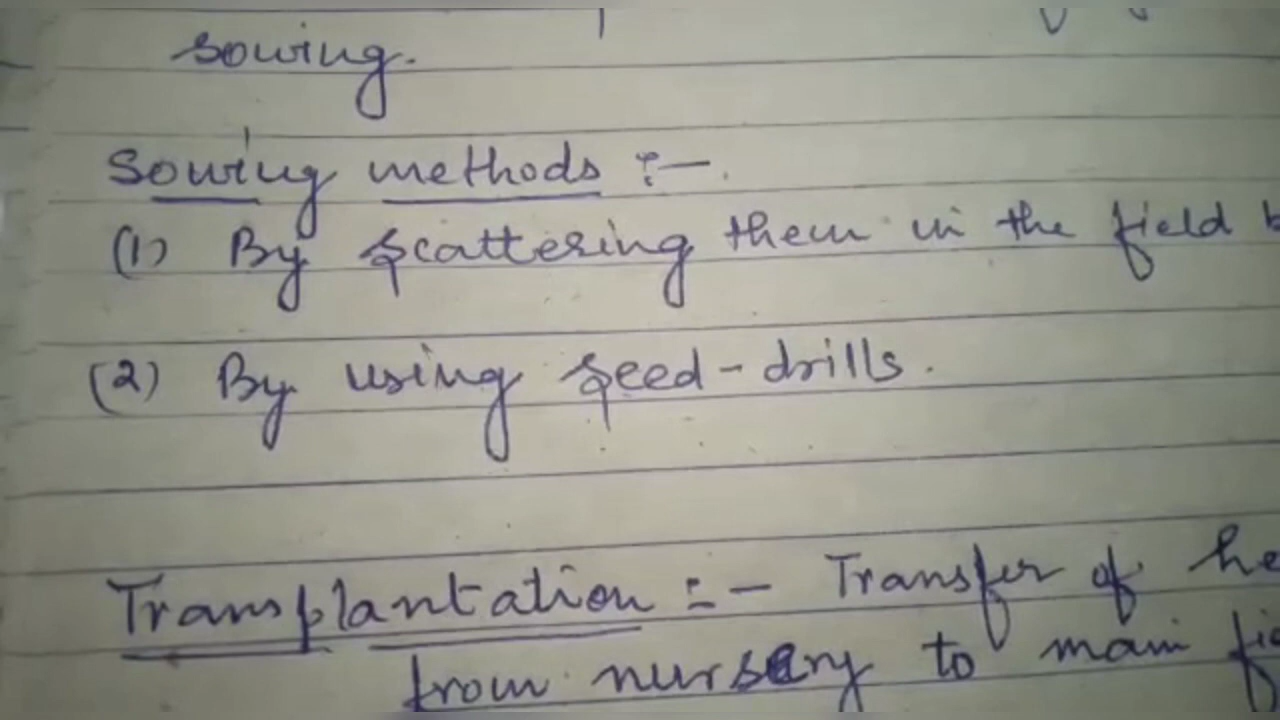 sowing.
Sowing methods :-
(1) By scattering them in the field
(2) By using seed-drills.
Transplantation :- Transfer of
from nursery to main